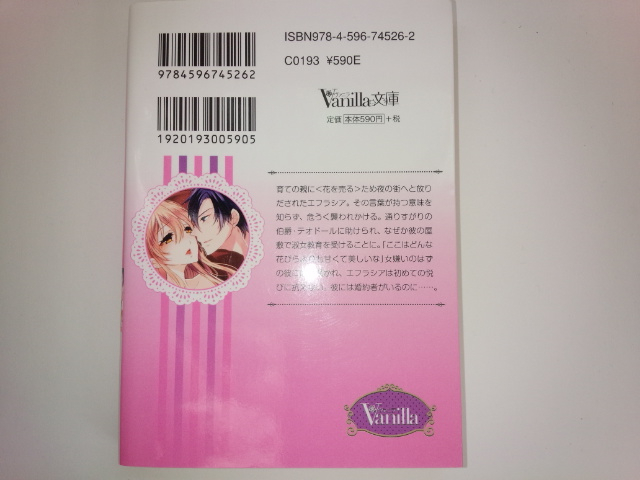 ISBN978-4-596-74526-2
C0193 ¥590E
9784596745262
Vanilla文庫
定価 本体590円 +税
1920193005905
育ての親に<花を売る>ため夜の街へと放り
だされたエフラシア。その言葉が持つ意味を
知らず、危うく襲われかける。通りすがりの
伯爵・テオドールに助けられ、なぜか彼の屋
敷で淑女教育を受けることに。「ここはどんな
花びらよりも甘くて美しいな」女嫌いのはず
の彼に かれ、エフラシアは初めての悦
びに い、彼には婚約者がいるのに……。
Vanilla